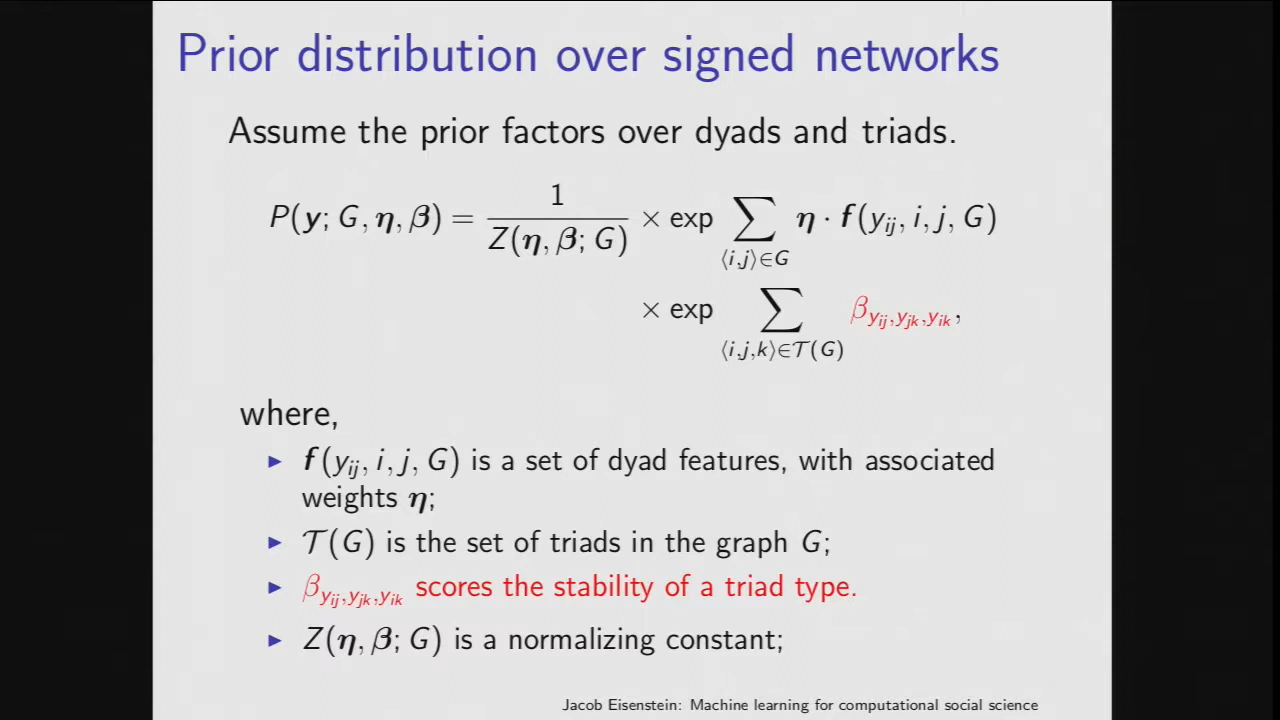 Prior distribution over signed networks
Assume the prior factors over dyads and triads.
P(y; G, η, β) = 1 / Z(η, β; G) × exp ∑⟨i,j⟩∈G η · f(y_ij, i, j, G)
× exp ∑⟨i,j,k⟩∈𝒯(G) β_{y_ij,y_jk,y_ik},
where,
▶ f(y_ij, i, j, G) is a set of dyad features, with associated
weights η;
▶ 𝒯(G) is the set of triads in the graph G;
▶ β_{y_ij,y_jk,y_ik} scores the stability of a triad type.
▶ Z(η, β; G) is a normalizing constant;
Jacob Eisenstein: Machine learning for computational social science